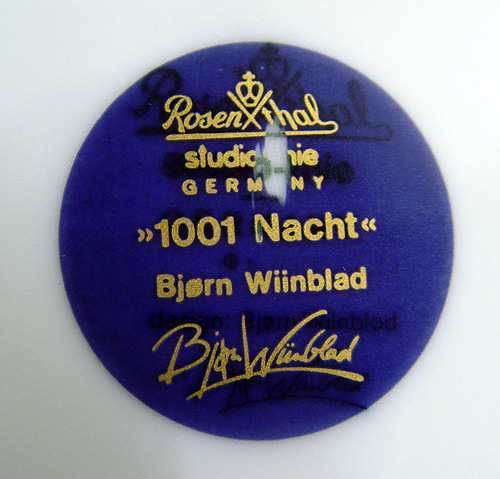 Rosenthal
studio-linie
GERMANY
»1001 Nacht«
Bjørn Wiinblad
design: Bjørn Wiinblad
Bjørn Wiinblad